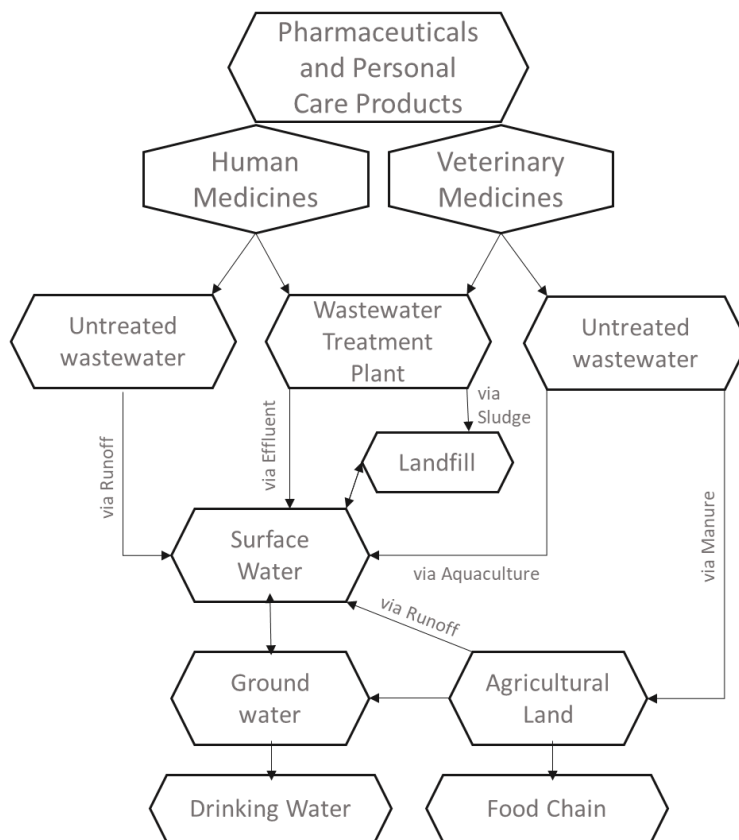 Pharmaceuticals
and Personal
Care Products
Human
Medicines
Veterinary
Medicines
Untreated
wastewater
Wastewater
Treatment
Plant
Untreated
wastewater
via Runoff
via Effluent
via
Sludge
Landfill
via Manure
Surface
Water
via Aquaculture
via Runoff
Ground
water
Agricultural
Land
Drinking Water
Food Chain